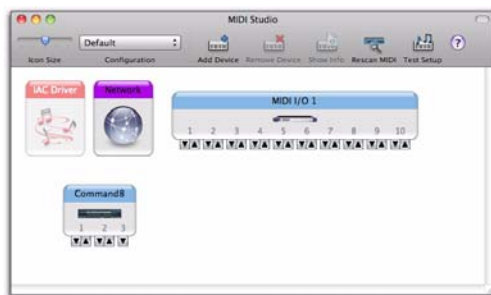 MIDI Studio
Default
Icon Size
Configuration
Add Device
Remove Device
Show Info
Rescan MIDI
Test Setup
?
IAC Driver
Network
MIDI I/O 1
1 2 3 4 5 6 7 8 9 10
Command8
1 2 3